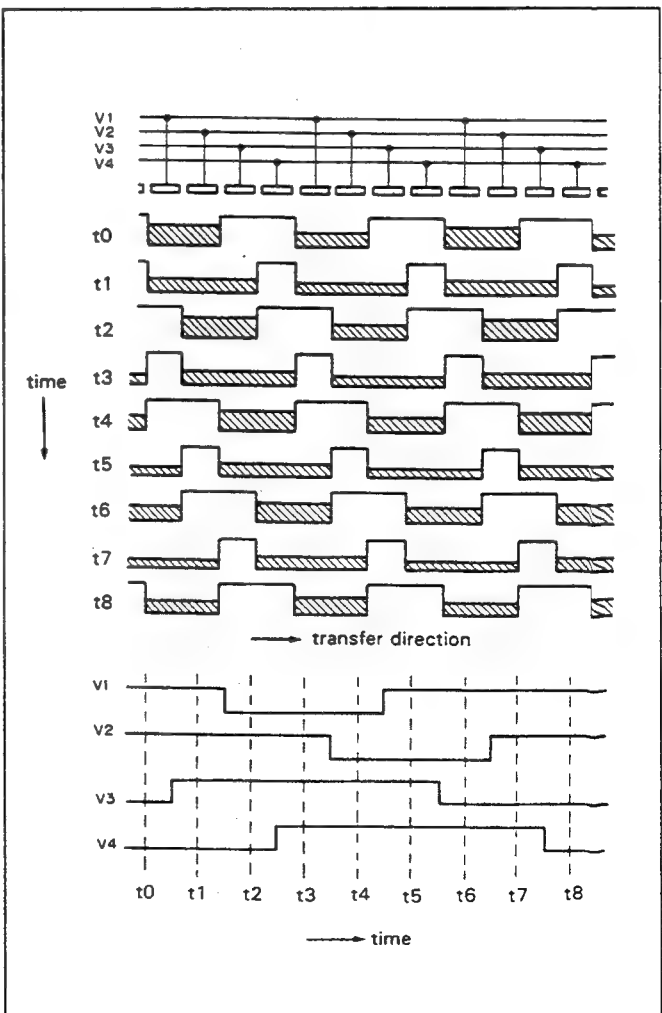 V1
V2
V3
V4
t0
t1
t2
t3
time
t4
t5
t6
t7
t8
transfer direction
V1
V2
V3
V4
t0 t1 t2 t3 t4 t5 t6 t7 t8
time